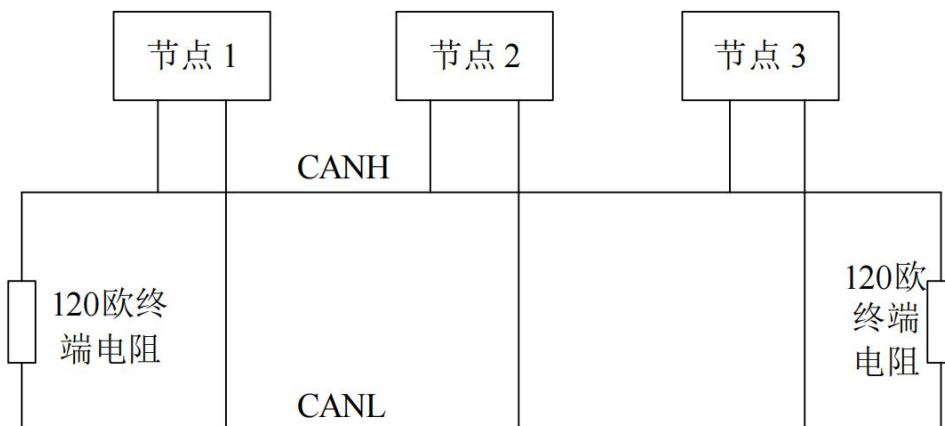 节点 1
节点 2
节点 3
CANH
120欧终
端电阻
120欧
终端
电阻
CANL